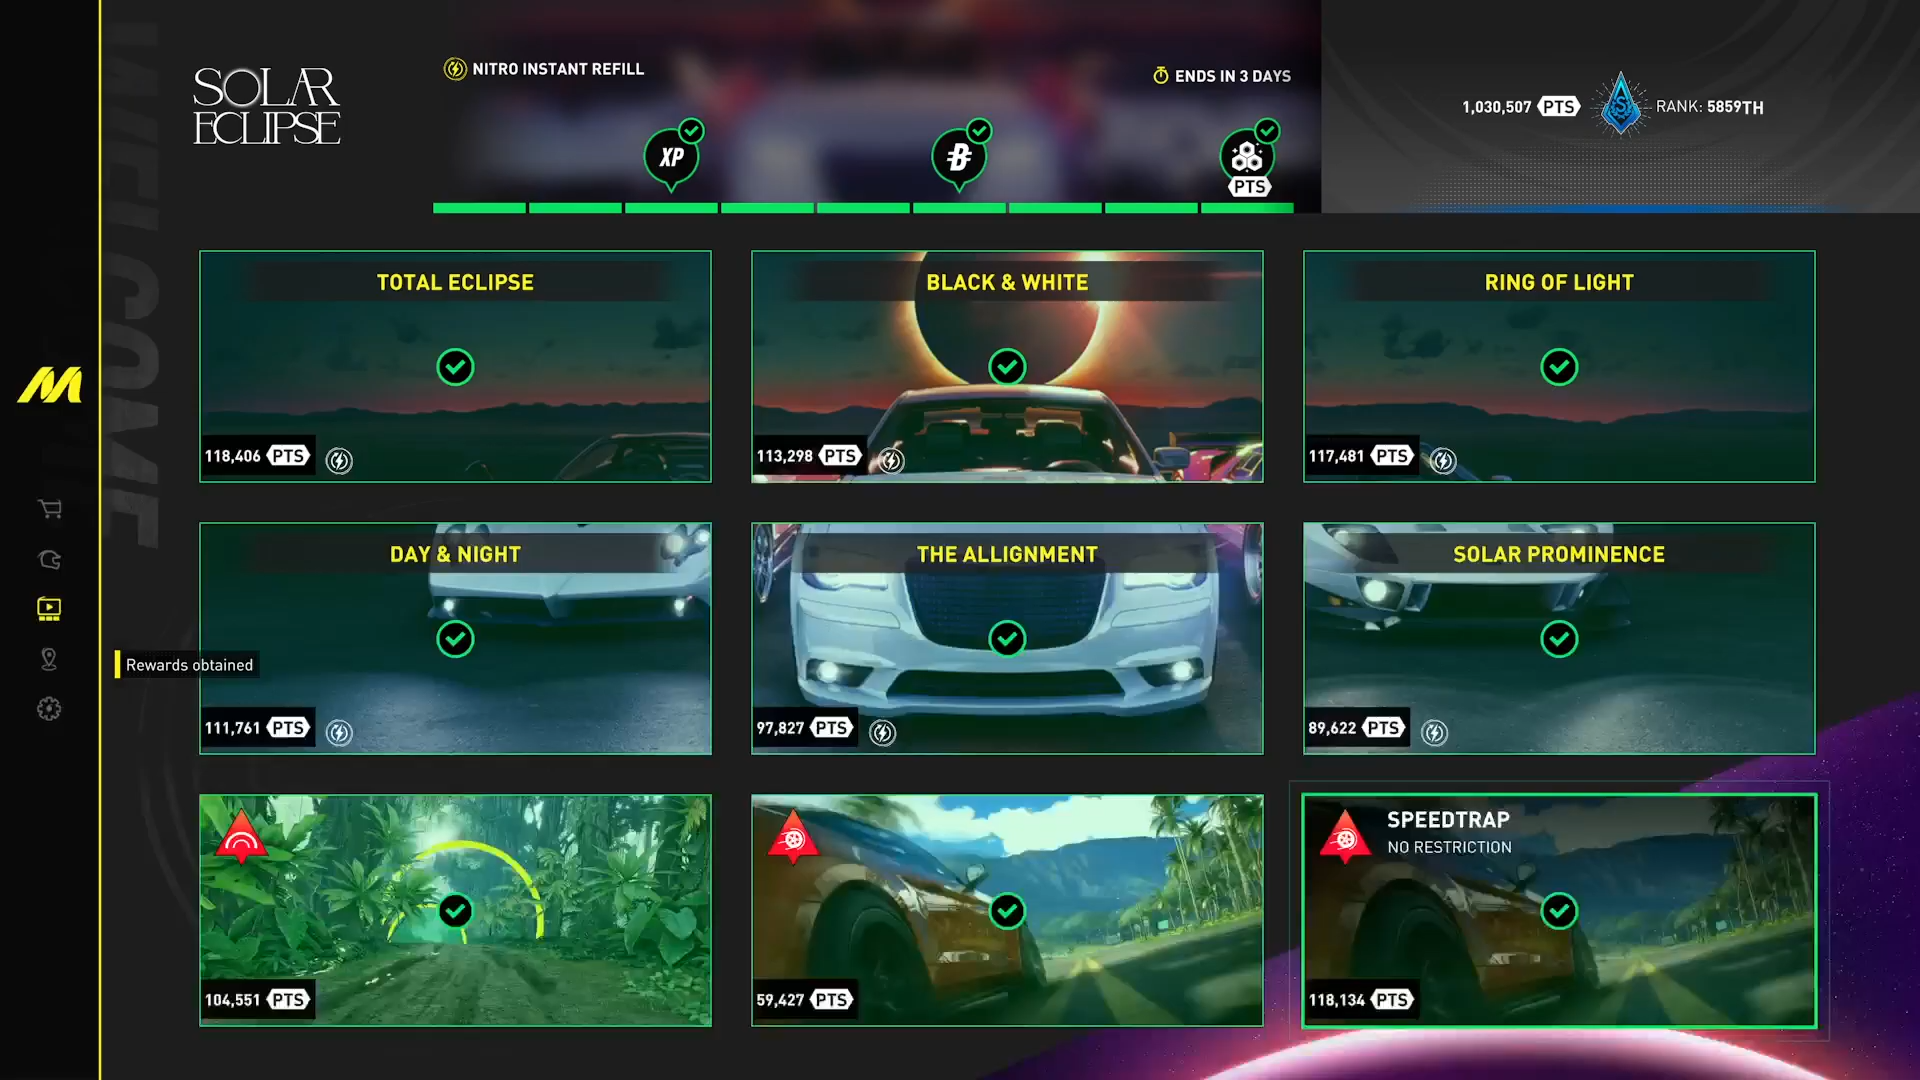 SOLAR
ECLIPSE
NITRO INSTANT REFILL
ENDS IN 3 DAYS
XP
PTS
1,030,507 PTS
RANK: 5859TH
WELCOME
TOTAL ECLIPSE
118,406 PTS
BLACK & WHITE
113,298 PTS
RING OF LIGHT
117,481 PTS
DAY & NIGHT
111,761 PTS
THE ALLIGNMENT
97,827 PTS
SOLAR PROMINENCE
89,622 PTS
Rewards obtained
104,551 PTS
59,427 PTS
SPEEDTRAP
NO RESTRICTION
118,134 PTS